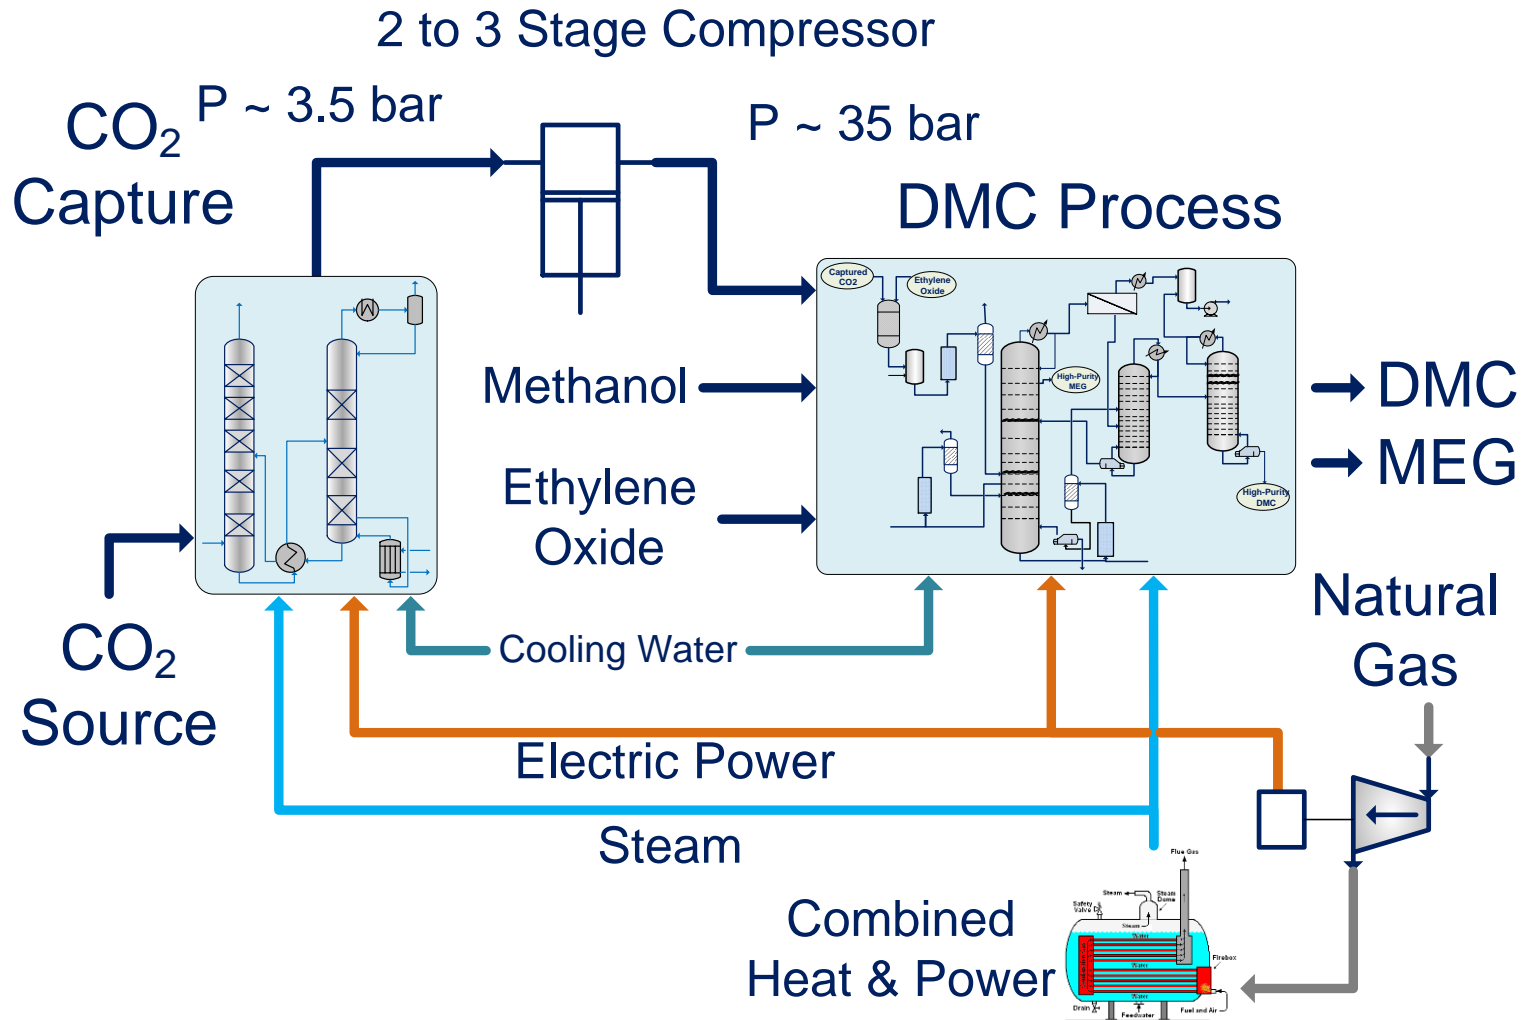 2 to 3 Stage Compressor
P ~ 3.5 bar
P ~ 35 bar
CO₂
Capture
DMC Process
Captured
CO2
Ethylene
Oxide
High-Purity
MEG
High-Purity
DMC
Methanol
Ethylene
Oxide
DMC
MEG
CO₂
Source
Cooling Water
Natural
Gas
Electric Power
Steam
Combined
Heat & Power
Flue Gas
Steam
Steam
Dome
Safety
Valve
Steam
Water
Water
Water
Firebox
Drain
Feedwater
Fuel and Air